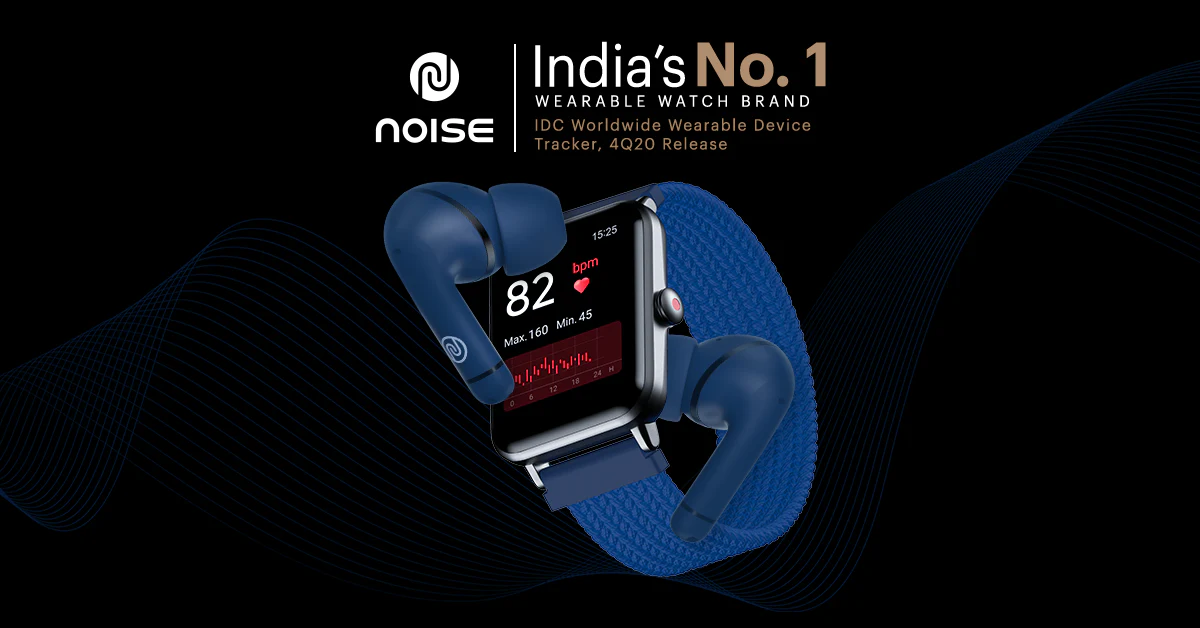 NOISE
India's No. 1
WEARABLE WATCH BRAND
IDC Worldwide Wearable Device
Tracker, 4Q20 Release
15:25
82 bpm
Max. 160 Min. 45
0 6 12 18 24 H